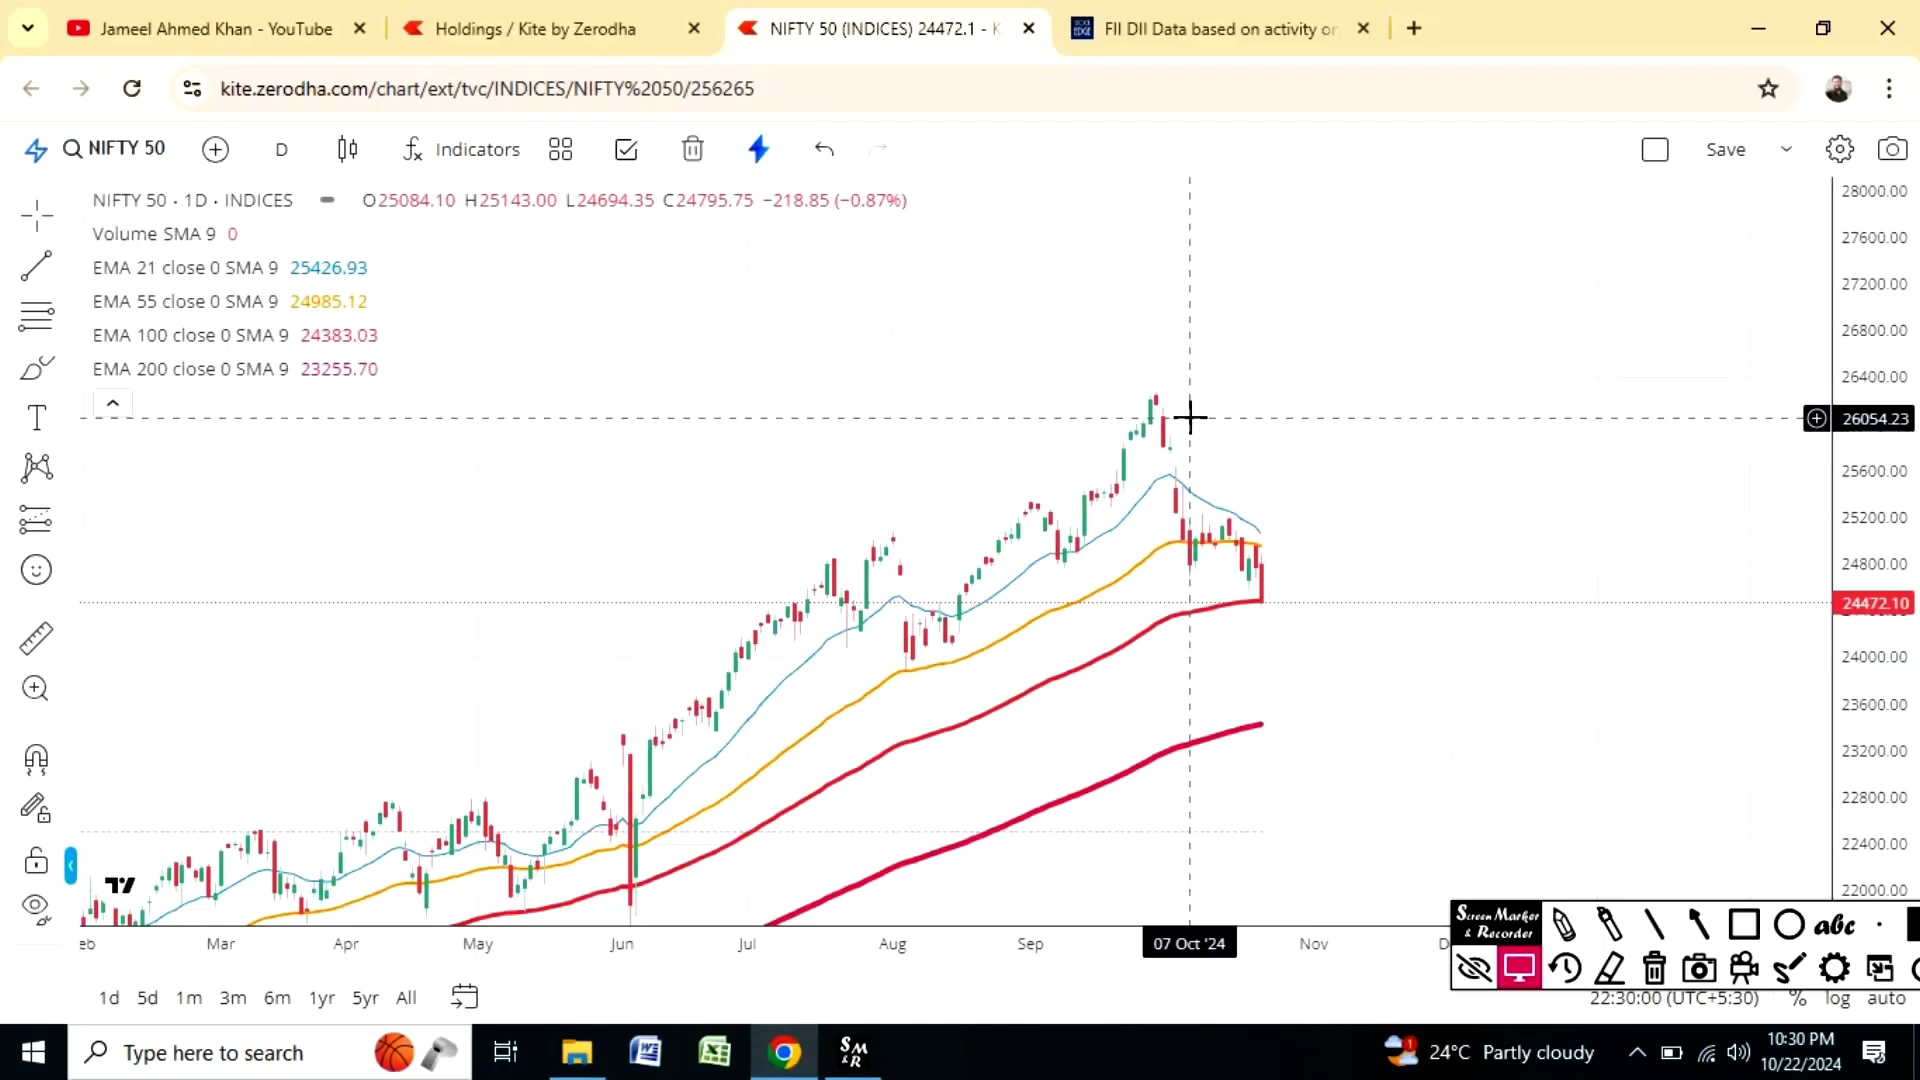 Jameel Ahmed Khan - YouTube
Holdings / Kite by Zerodha
NIFTY 50 (INDICES) 24472.1 - K
FII DII Data based on activity on
kite.zerodha.com/chart/ext/tvc/INDICES/NIFTY%2050/256265
NIFTY 50
D
Indicators
Save
NIFTY 50 · 1D · INDICES O25084.10 H25143.00 L24694.35 C24795.75 −218.85 (−0.87%)
Volume SMA 9 0
EMA 21 close 0 SMA 9 25426.93
EMA 55 close 0 SMA 9 24985.12
EMA 100 close 0 SMA 9 24383.03
EMA 200 close 0 SMA 9 23255.70
28000.00
27600.00
27200.00
26800.00
26400.00
26054.23
25600.00
25200.00
24800.00
24472.10
24000.00
23600.00
23200.00
22800.00
22400.00
22000.00
eb Mar Apr May Jun Jul Aug Sep 07 Oct '24 Nov D
Screen Marker
& Recorder
abc
1d 5d 1m 3m 6m 1yr 5yr All
22:30:00 (UTC+5:30) % log auto
Type here to search
SM
&R
24°C Partly cloudy
10:30 PM
10/22/2024